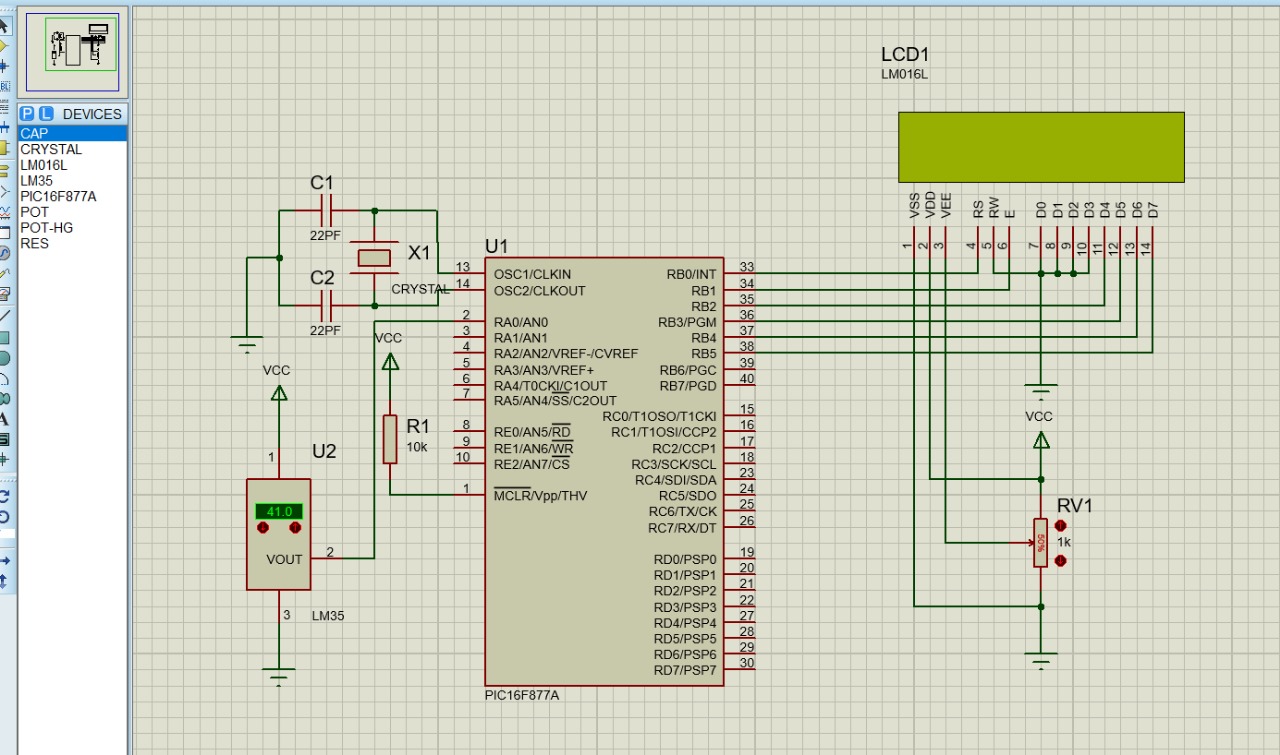 P L DEVICES
CAP
CRYSTAL
LM016L
LM35
PIC16F877A
POT
POT-HG
RES
LCD1
LM016L
VSS
VDD
VEE
RS
RW
E
D0
D1
D2
D3
D4
D5
D6
D7
1
2
3
4
5
6
7
8
9
10
11
12
13
14
C1
22PF
X1
CRYSTAL
C2
22PF
VCC
U2
1
41.0
VOUT
2
3
LM35
VCC
R1
10k
U1
13 OSC1/CLKIN
14 OSC2/CLKOUT
2 RA0/AN0
3 RA1/AN1
4 RA2/AN2/VREF-/CVREF
5 RA3/AN3/VREF+
6 RA4/T0CKI/C1OUT
7 RA5/AN4/SS/C2OUT
8 RE0/AN5/RD
9 RE1/AN6/WR
10 RE2/AN7/CS
1 MCLR/Vpp/THV
RB0/INT 33
RB1 34
RB2 35
RB3/PGM 36
RB4 37
RB5 38
RB6/PGC 39
RB7/PGD 40
RC0/T1OSO/T1CKI 15
RC1/T1OSI/CCP2 16
RC2/CCP1 17
RC3/SCK/SCL 18
RC4/SDI/SDA 23
RC5/SDO 24
RC6/TX/CK 25
RC7/RX/DT 26
RD0/PSP0 19
RD1/PSP1 20
RD2/PSP2 21
RD3/PSP3 22
RD4/PSP4 27
RD5/PSP5 28
RD6/PSP6 29
RD7/PSP7 30
PIC16F877A
VCC
RV1
50%
1k